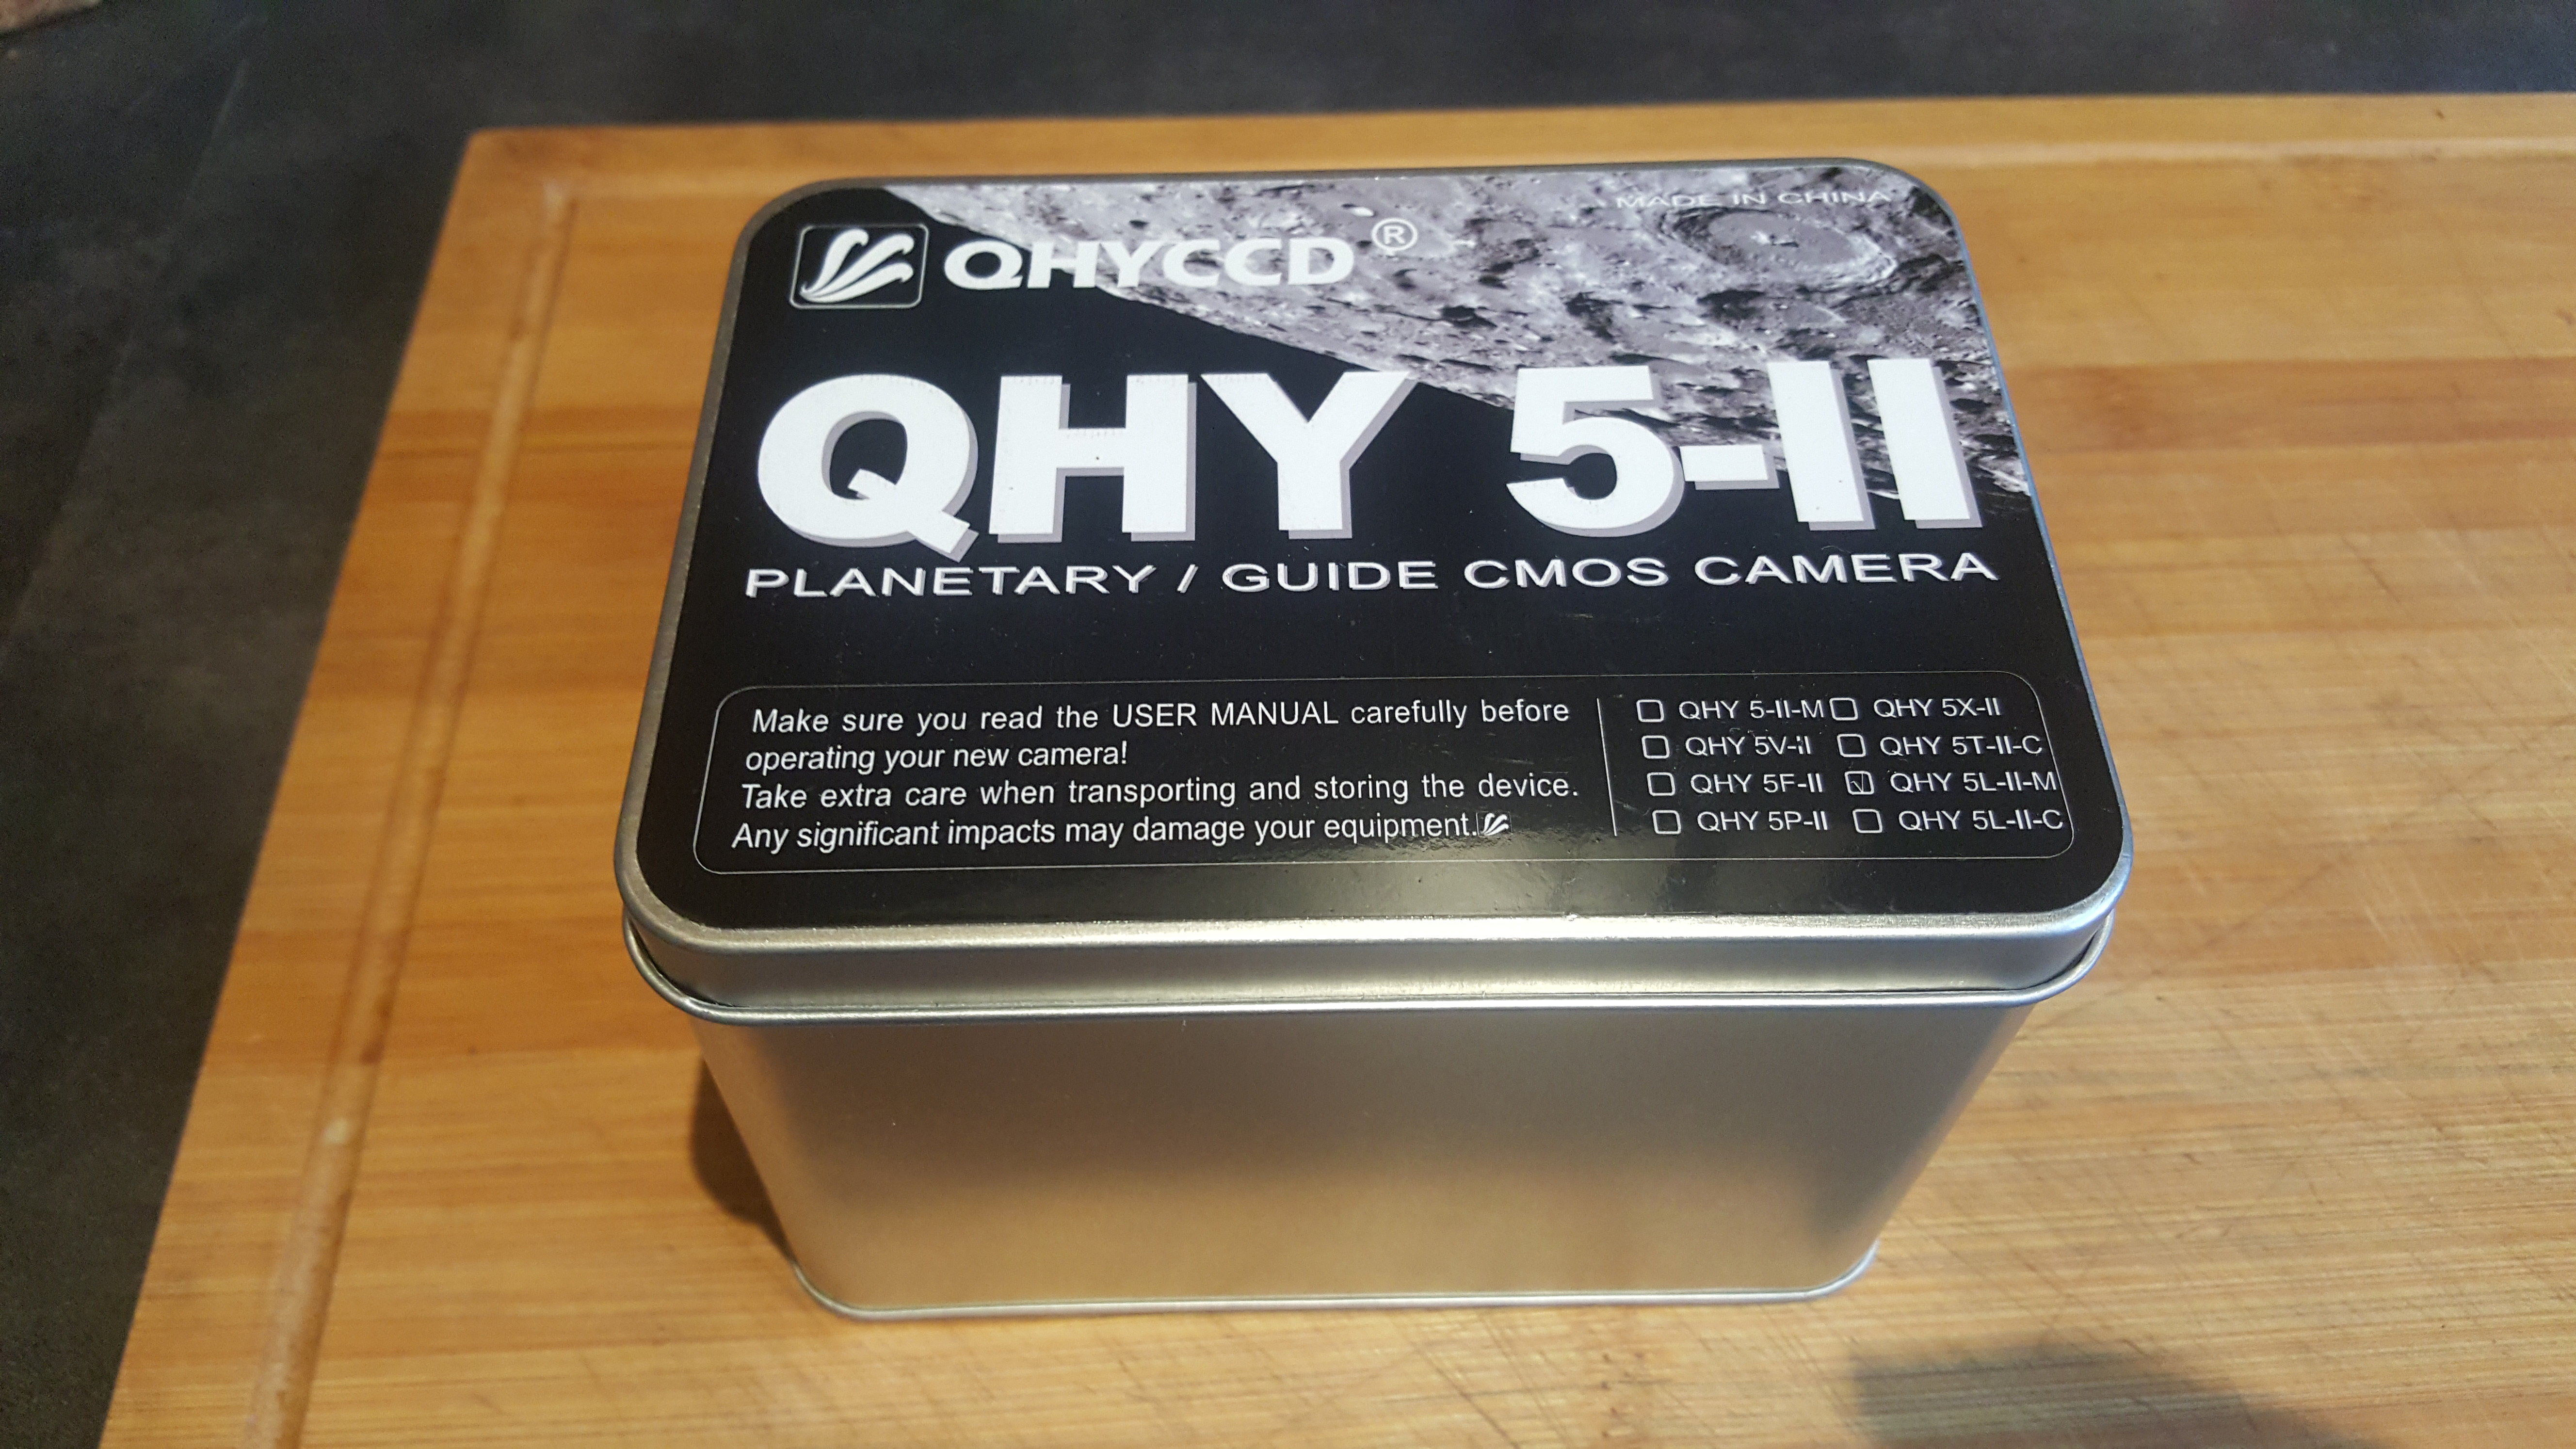 MADE IN CHINA
QHYCCD®
QHY 5-II
PLANETARY / GUIDE CMOS CAMERA
Make sure you read the USER MANUAL carefully before
operating your new camera!
Take extra care when transporting and storing the device.
Any significant impacts may damage your equipment.
QHY 5-II-M QHY 5X-II
QHY 5V-II QHY 5T-II-C
QHY 5F-II QHY 5L-II-M
QHY 5P-II QHY 5L-II-C